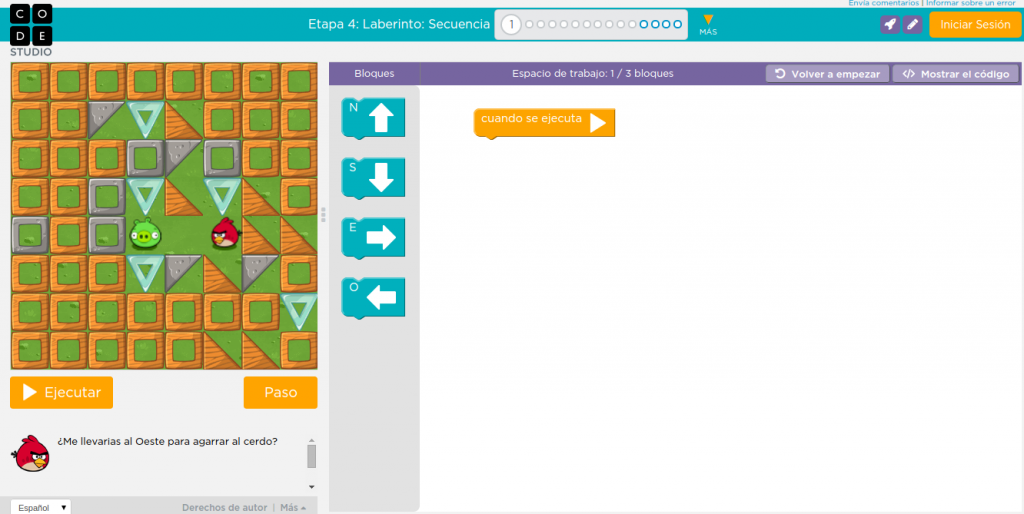 Envía comentarios | Informar sobre un error
C O
D E
STUDIO
Etapa 4: Laberinto: Secuencia
1
MÁS
Iniciar Sesión
Bloques
Espacio de trabajo: 1 / 3 bloques
Volver a empezar
</> Mostrar el código
N
S
E
O
cuando se ejecuta
Ejecutar
Paso
¿Me llevarias al Oeste para agarrar al cerdo?
Español
Derechos de autor | Más